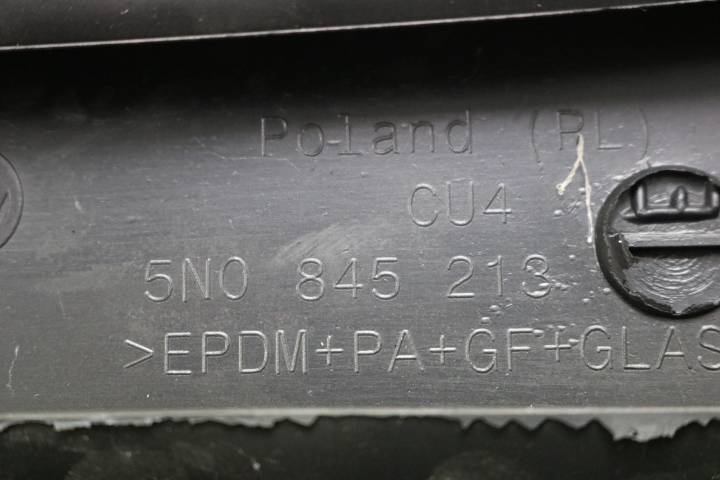 Poland (PL)
CU4
5N0 845 213
>EPDM+PA+GF+GLAS